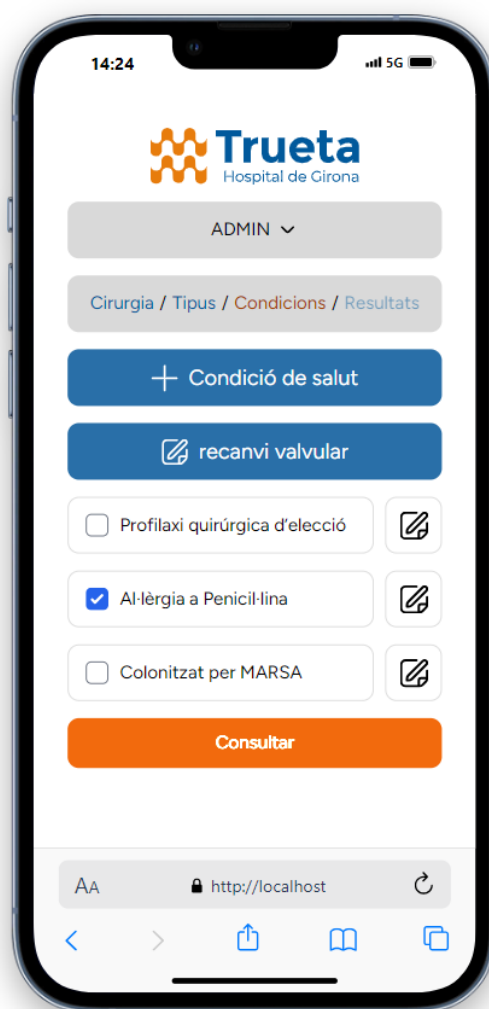 14:24 5G
Trueta
Hospital de Girona
ADMIN
Cirurgia / Tipus / Condicions / Resultats
+ Condició de salut
recanvi valvular
Profilaxi quirúrgica d'elecció
Al·lèrgia a Penicil·lina
Colonitzat per MARSA
Consultar
AA http://localhost